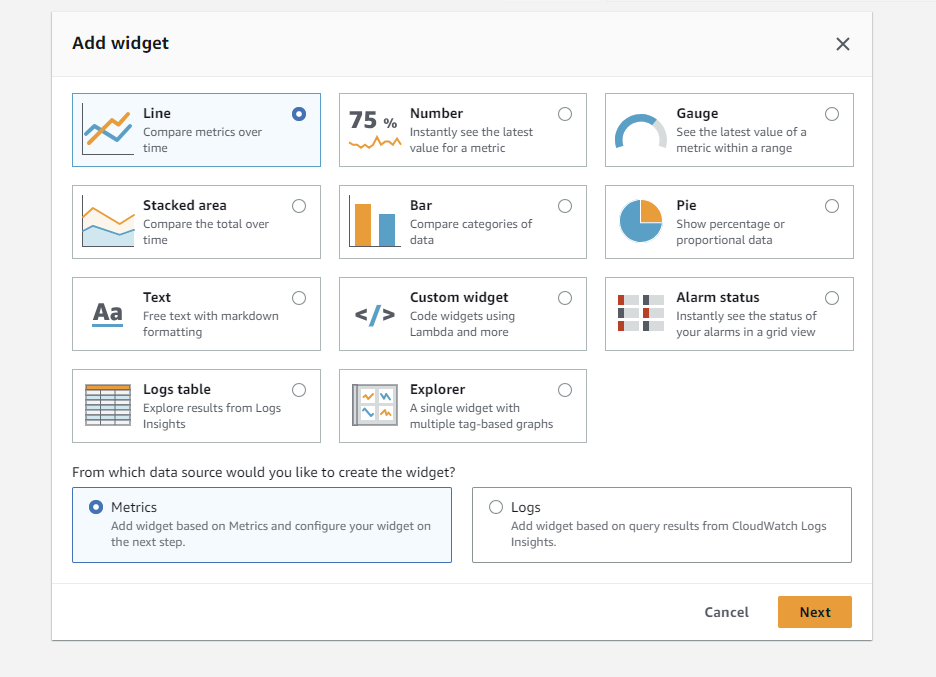 Add widget
Line
Compare metrics over
time
75 %
Number
Instantly see the latest
value for a metric
Gauge
See the latest value of a
metric within a range
Stacked area
Compare the total over
time
Bar
Compare categories of
data
Pie
Show percentage or
proportional data
Aa
Text
Free text with markdown
formatting
</>
Custom widget
Code widgets using
Lambda and more
Alarm status
Instantly see the status of
your alarms in a grid view
Logs table
Explore results from Logs
Insights
Explorer
A single widget with
multiple tag-based graphs
From which data source would you like to create the widget?
Metrics
Add widget based on Metrics and configure your widget on
the next step.
Logs
Add widget based on query results from CloudWatch Logs
Insights.
Cancel
Next